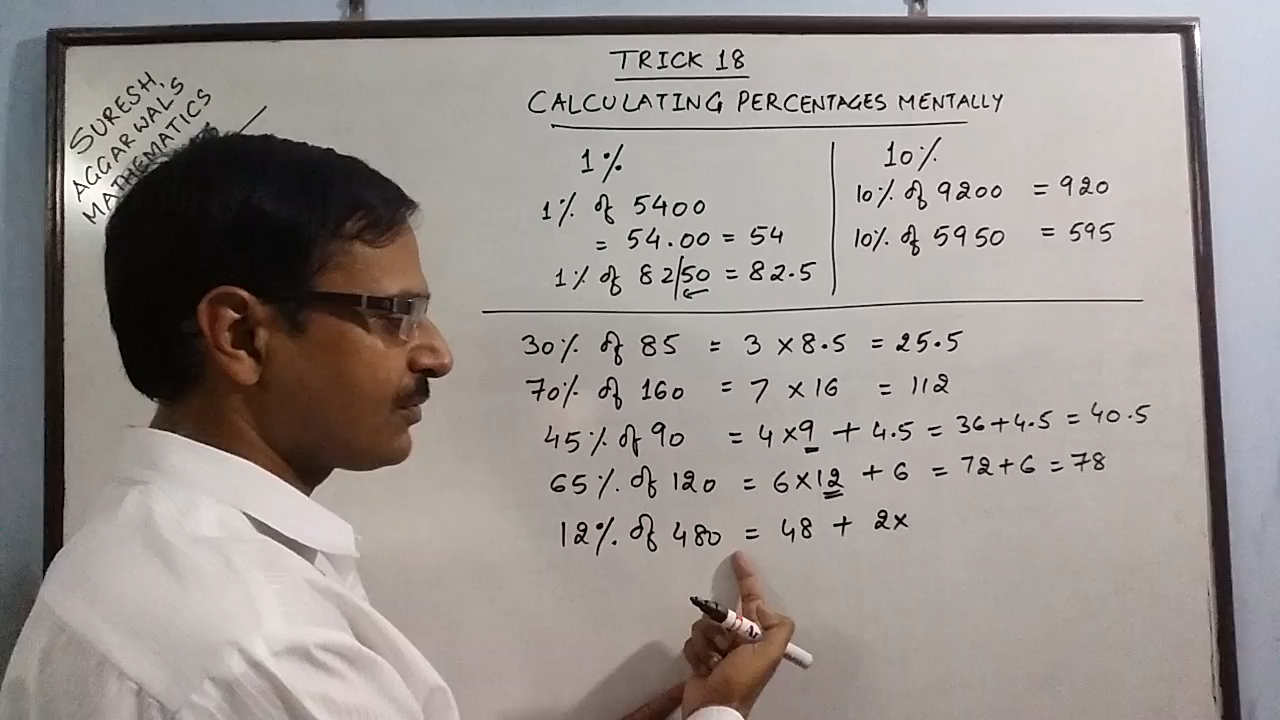 SURESH
AGGARWAL'S
MATHEMATICS
TRICK 18
CALCULATING PERCENTAGES MENTALLY
1%
1% of 5400
= 54.00 = 54
1% of 82/50 = 82.5
10%
10% of 9200 = 920
10% of 5950 = 595
30% of 85 = 3 × 8.5 = 25.5
70% of 160 = 7 × 16 = 112
45% of 90 = 4 × 9 + 4.5 = 36 + 4.5 = 40.5
65% of 120 = 6 × 12 + 6 = 72 + 6 = 78
12% of 480 = 48 + 2×